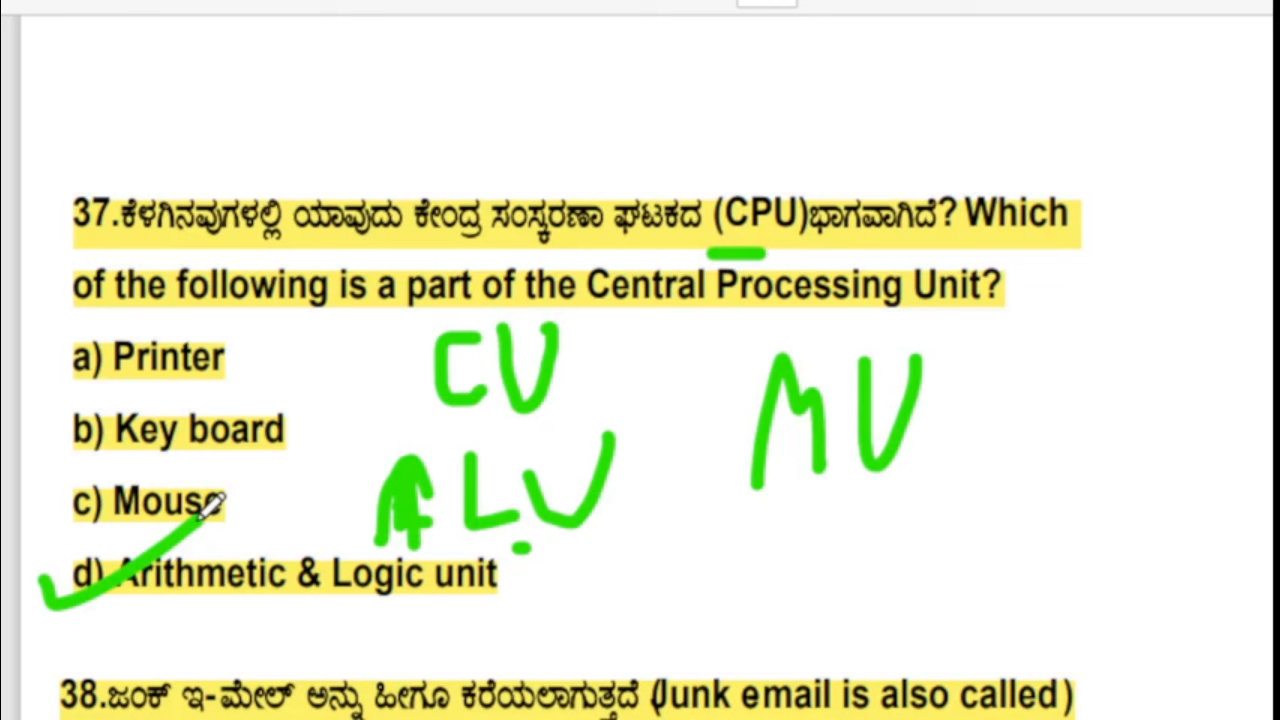 37.ಕೆಳಗಿನವುಗಳಲ್ಲಿ ಯಾವುದು ಕೇಂದ್ರ ಸಂಸ್ಕರಣಾ ಘಟಕದ (CPU)ಭಾಗವಾಗಿದೆ? Which
of the following is a part of the Central Processing Unit?
a) Printer
CU
MU
b) Key board
ALU
c) Mouse
d) Arithmetic & Logic unit
38.ಜಂಕ್ ಇ-ಮೇಲ್ ಅನ್ನು ಹೀಗೂ ಕರೆಯಲಾಗುತ್ತದೆ (Junk email is also called)